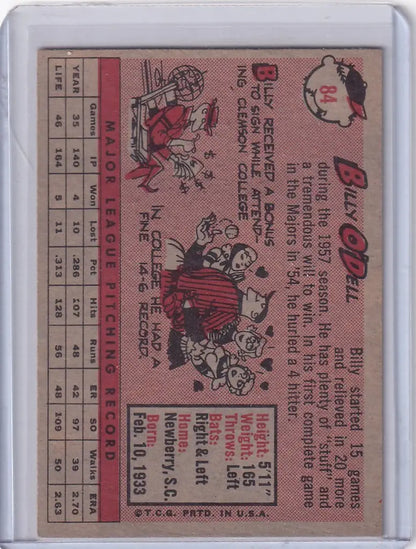 84
BILLY O'DELL
Billy started 15 games
and relieved in 20 more
during the 1957 season. He has plenty of "stuff" and
a tremendous will to win. In his first complete game
in the Majors in '54, he hurled a 4 hitter.
BILLY RECEIVED A BONUS
TO SIGN WHILE ATTEND-
ING CLEMSON COLLEGE
$ $
IN COLLEGE HE HAD A
FINE 14-6 RECORD.
Height: 5'11"
Weight: 165
Throws: Left
Bats:
Right & Left
Home:
Newberry, S.C.
Born:
Feb. 10, 1933
© T.C.G. PRTD. IN U.S.A.
MAJOR LEAGUE PITCHING RECORD
Games IP Won Lost Pct Hits Runs ER SO Walks ERA
YEAR 35 140 4 10 .286 107 48 42 97 39 2.70
LIFE 46 164 5 11 .313 128 56 48 109 50 2.63